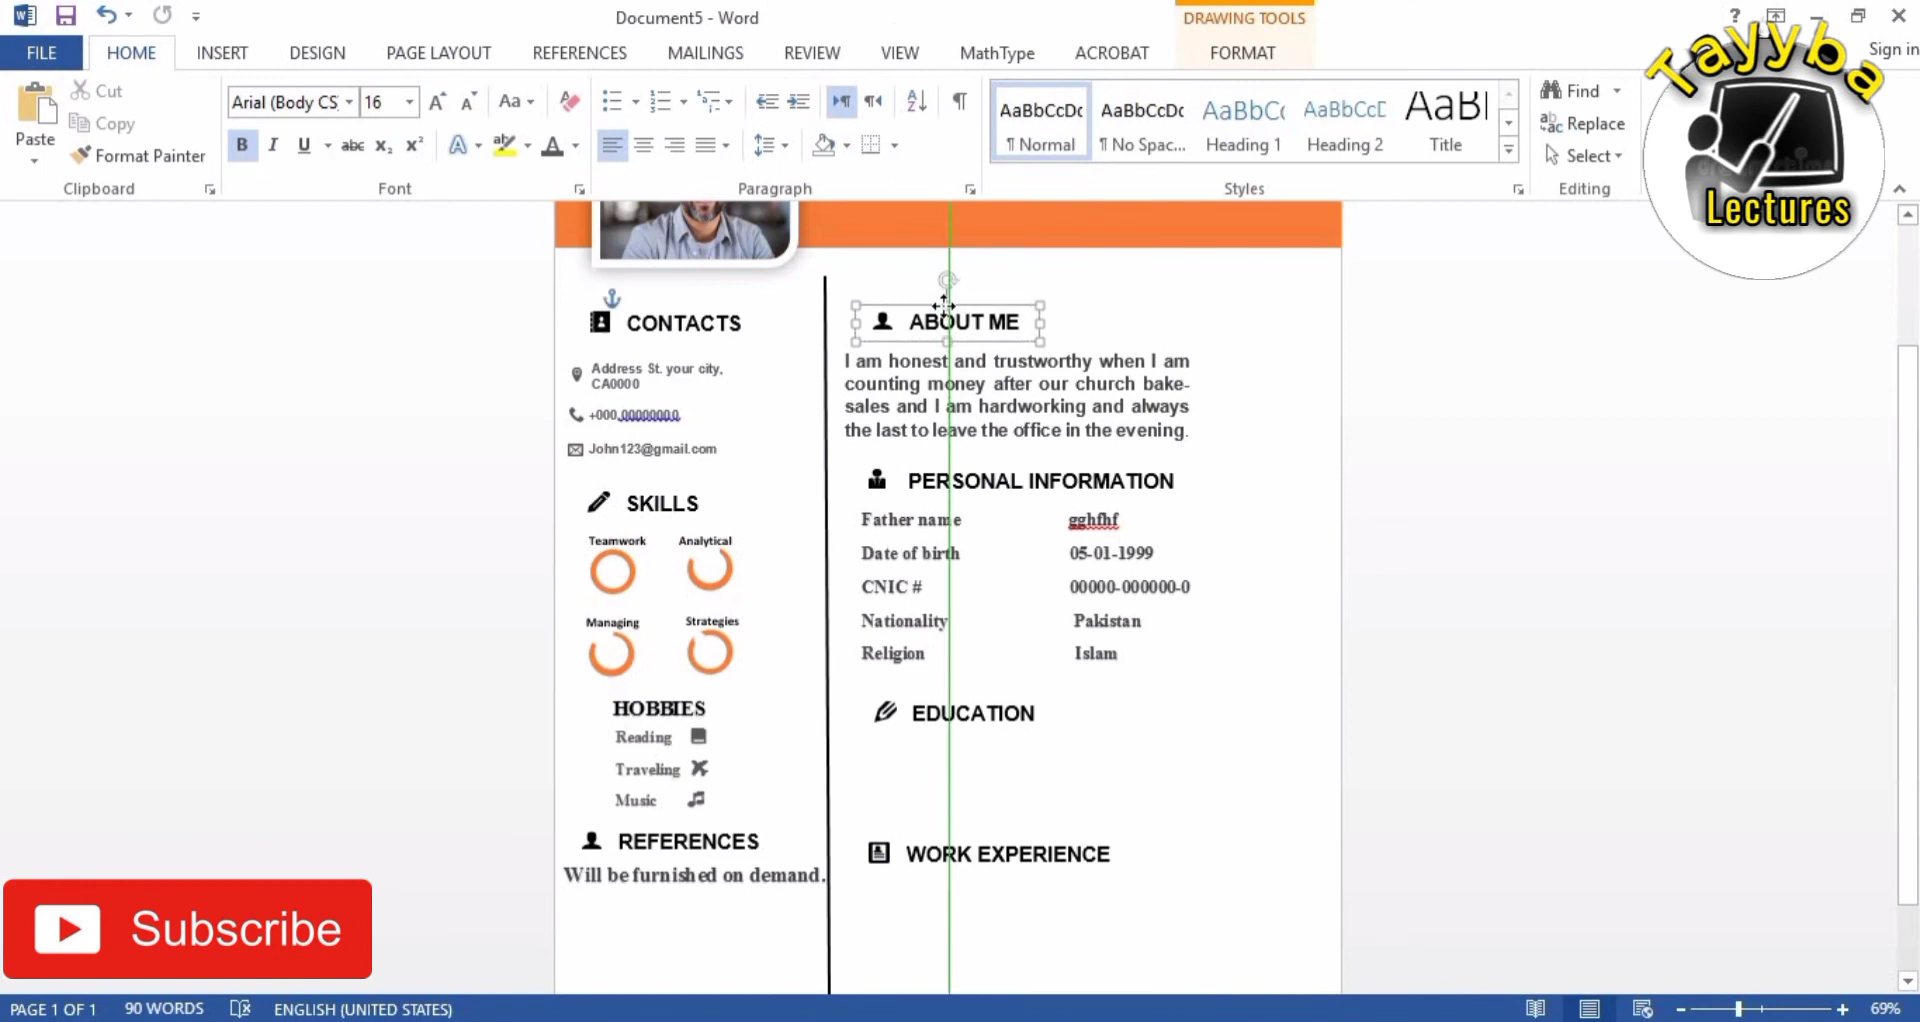 Document5 - Word
DRAWING TOOLS
FILE
HOME
INSERT
DESIGN
PAGE LAYOUT
REFERENCES
MAILINGS
REVIEW
VIEW
MathType
ACROBAT
FORMAT
Sign in
Paste
Cut
Copy
Format Painter
Clipboard
Arial (Body CS)
16
Aa
B I U abc X₂ X²
Font
Paragraph
AaBbCcDc
¶ Normal
AaBbCcDc
¶ No Spac...
AaBbCc
Heading 1
AaBbCcD
Heading 2
AaBl
Title
Styles
Find
Replace
Select
Editing
Tayyba
Lectures
CONTACTS
Address St. your city,
CA0000
+000 00000000
John123@gmail.com
SKILLS
Teamwork
Analytical
Managing
Strategies
HOBBIES
Reading
Traveling
Music
REFERENCES
Will be furnished on demand.
ABOUT ME
I am honest and trustworthy when I am
counting money after our church bake-
sales and I am hardworking and always
the last to leave the office in the evening.
PERSONAL INFORMATION
Father name gghfhf
Date of birth 05-01-1999
CNIC # 00000-000000-0
Nationality Pakistan
Religion Islam
EDUCATION
WORK EXPERIENCE
Subscribe
PAGE 1 OF 1
90 WORDS
ENGLISH (UNITED STATES)
69%